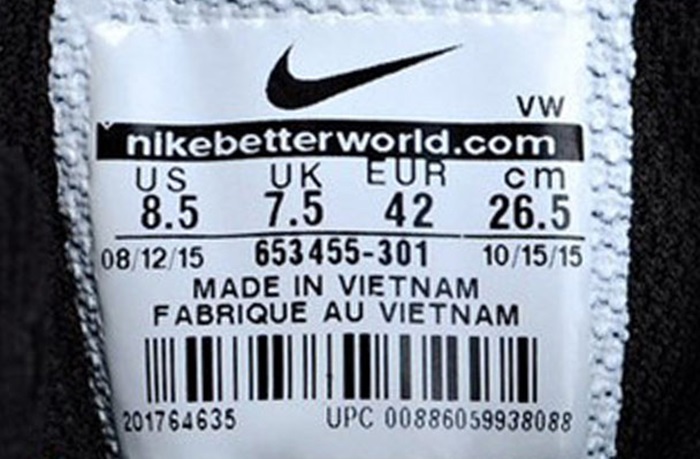 VW
nikebetterworld.com
US UK EUR cm
8.5 7.5 42 26.5
08/12/15 653455-301 10/15/15
MADE IN VIETNAM
FABRIQUE AU VIETNAM
201764635 UPC 00886059938088